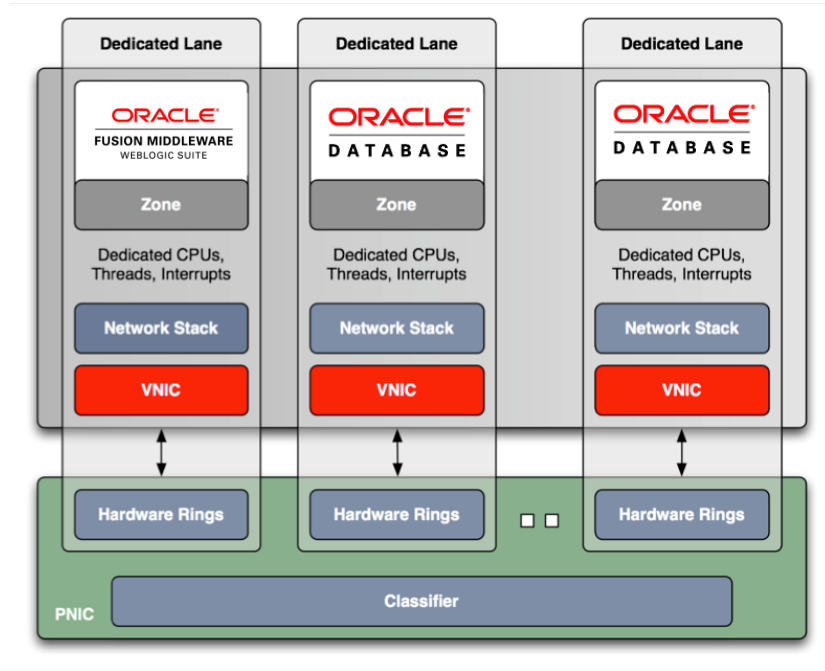 Dedicated Lane
Dedicated Lane
Dedicated Lane
ORACLE®
FUSION MIDDLEWARE
WEBLOGIC SUITE
ORACLE®
DATABASE
ORACLE®
DATABASE
Zone
Zone
Zone
Dedicated CPUs,
Threads, Interrupts
Dedicated CPUs,
Threads, Interrupts
Dedicated CPUs,
Threads, Interrupts
Network Stack
Network Stack
Network Stack
VNIC
VNIC
VNIC
Hardware Rings
Hardware Rings
Hardware Rings
Classifier
PNIC